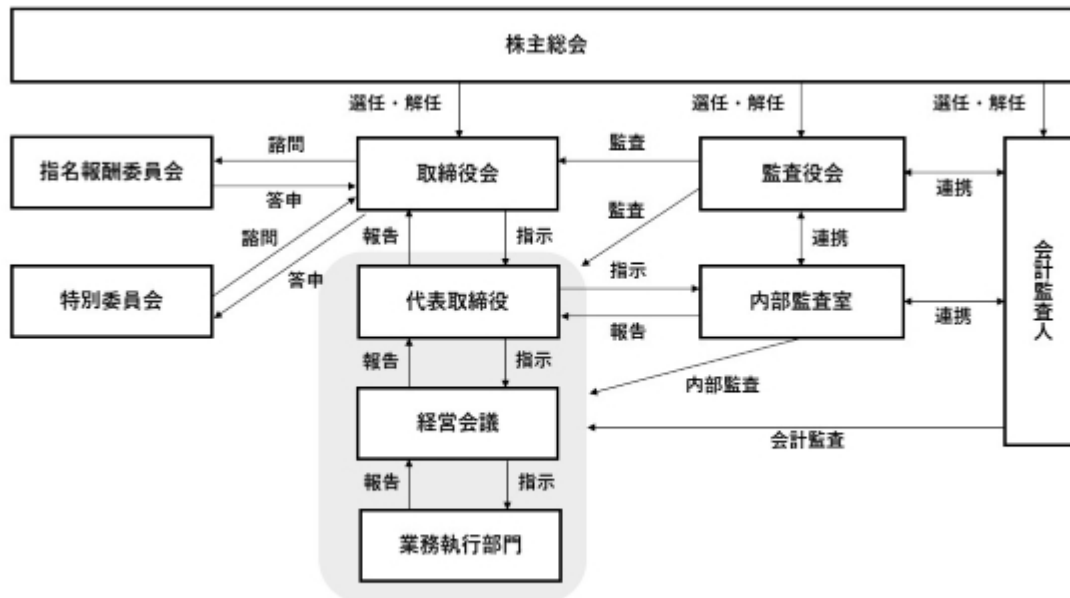 株主総会
選任・解任
選任・解任
選任・解任
指名報酬委員会
諮問
答申
取締役会
監査
監査役会
連携
会計監査人
諮問
答申
報告
指示
監査
連携
特別委員会
代表取締役
指示
報告
内部監査室
連携
報告
指示
内部監査
経営会議
会計監査
報告
指示
業務執行部門